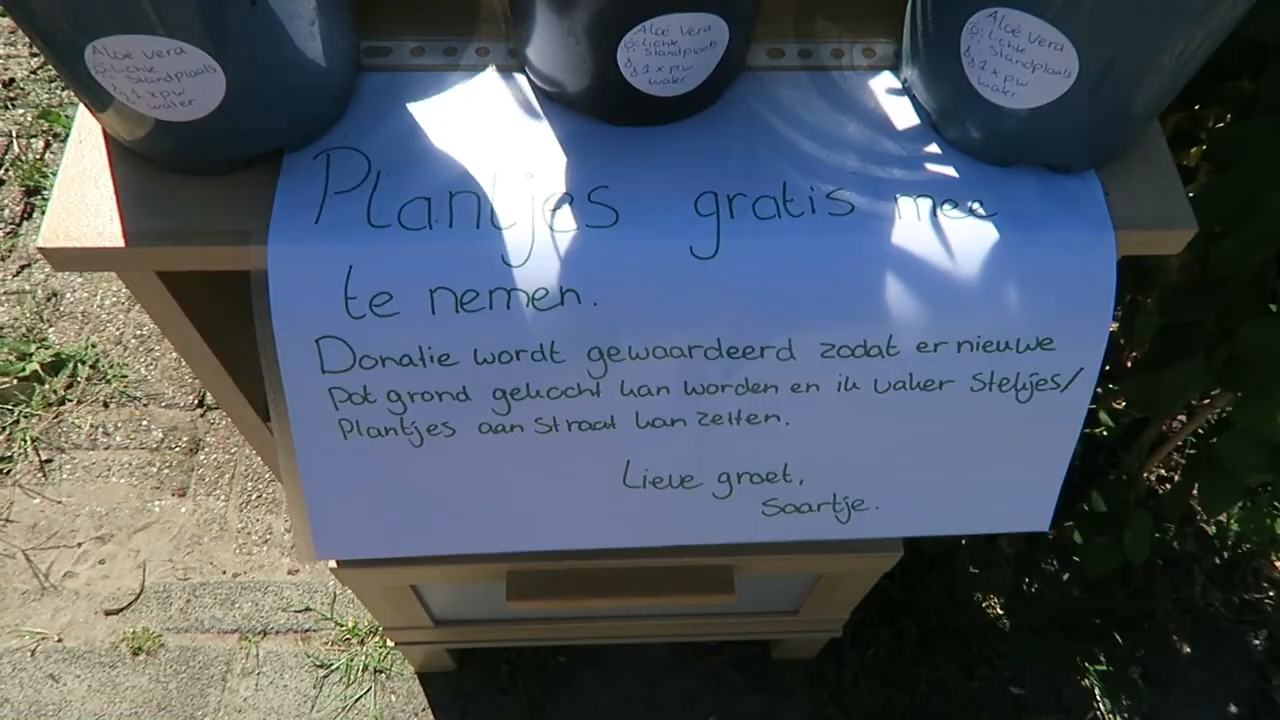 Aloë Vera
Lichte
Standplaats
1 x pw
water
Aloë Vera
Lichte
Standplaats
1 x pw
water
Aloë Vera
Lichte
Standplaats
1 x pw
water
Plantjes gratis mee
te nemen.
Donatie wordt gewaardeerd zodat er nieuwe
pot grond gekocht kan worden en ik vaker Stekjes/
Plantjes aan Straat kan zetten.
Lieve groet,
Saartje.